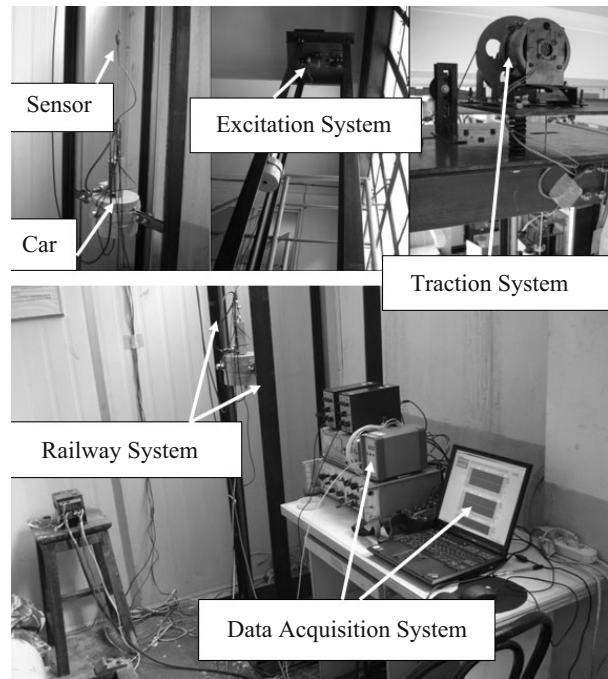 Sensor
Excitation System
Car
Traction System
Railway System
Data Acquisition System